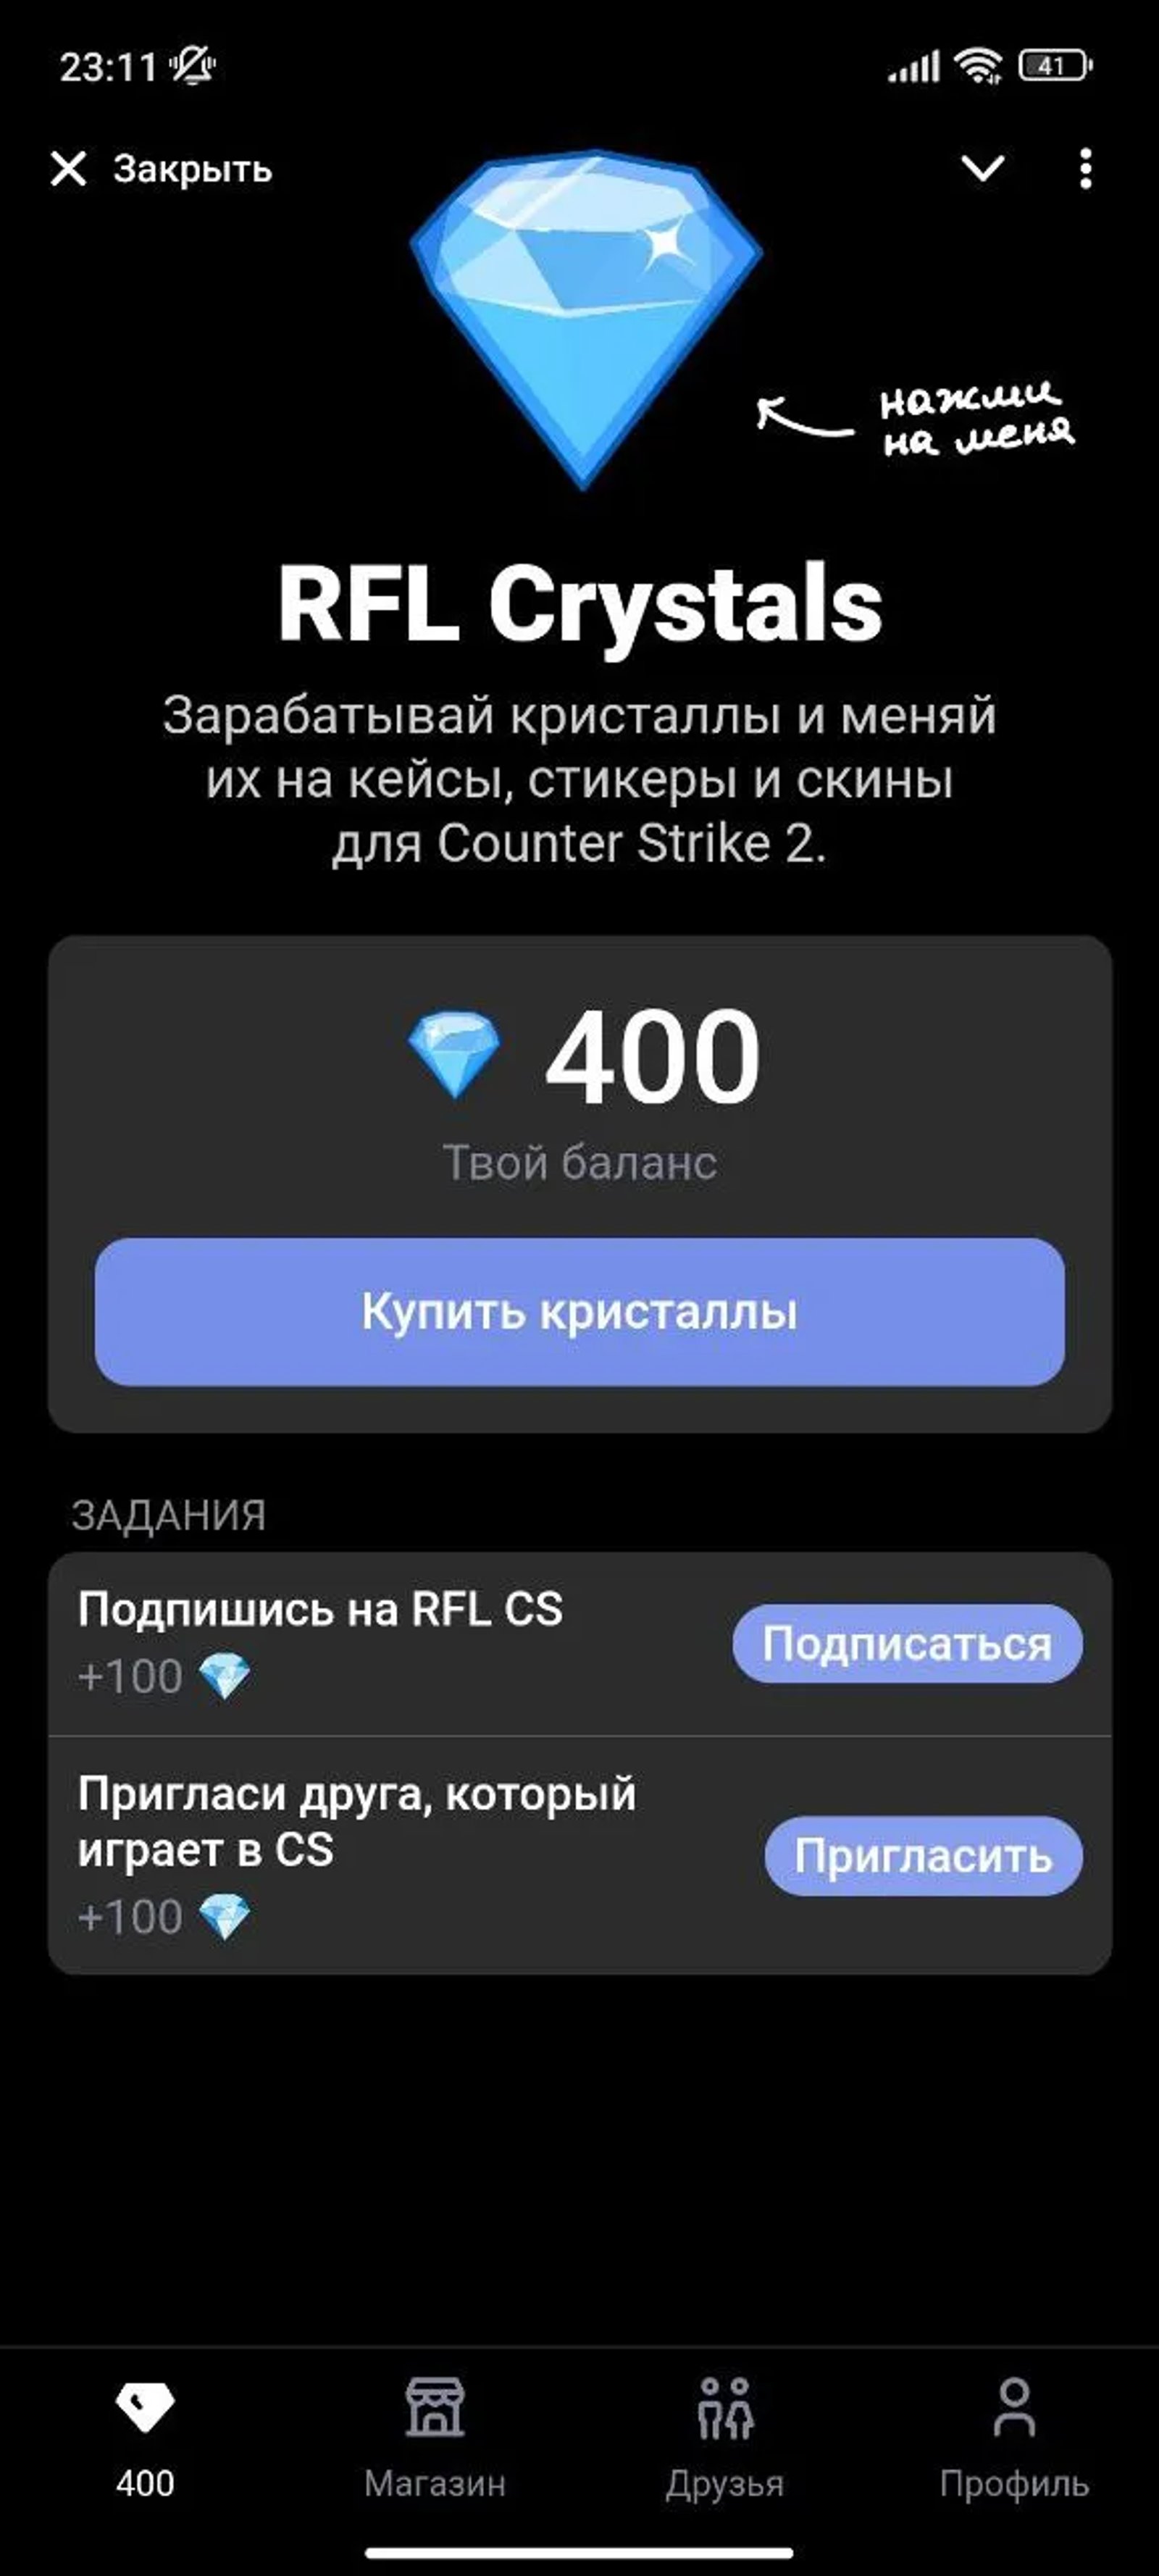 23:11
41
Закрыть
нажми
на меня
RFL Crystals
Зарабатывай кристаллы и меняй
их на кейсы, стикеры и скины
для Counter Strike 2.
400
Твой баланс
Купить кристаллы
ЗАДАНИЯ
Подпишись на RFL CS
+100
Подписаться
Пригласи друга, который
играет в CS
+100
Пригласить
400
Магазин
Друзья
Профиль